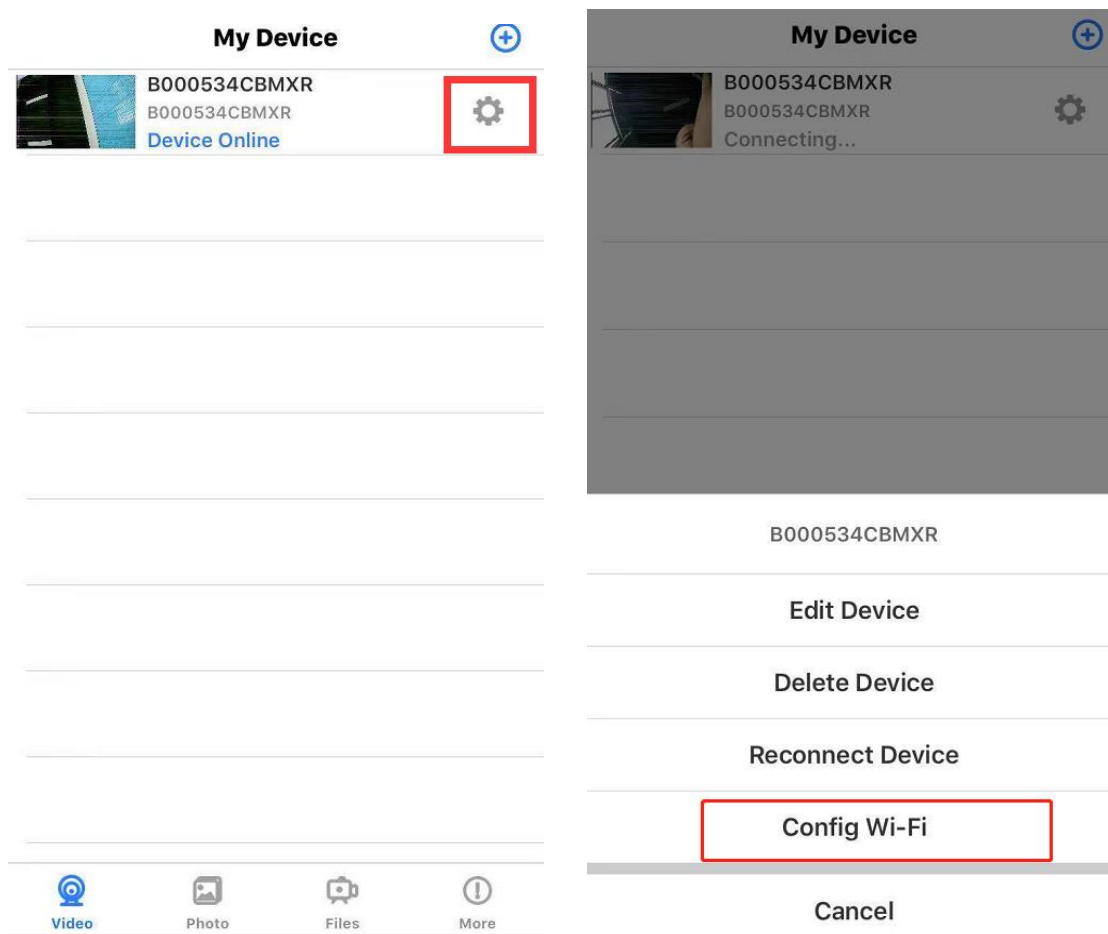 My Device
B000534CBMXR
B000534CBMXR
Device Online
Video
Photo
Files
More
My Device
B000534CBMXR
B000534CBMXR
Connecting...
B000534CBMXR
Edit Device
Delete Device
Reconnect Device
Config Wi-Fi
Cancel